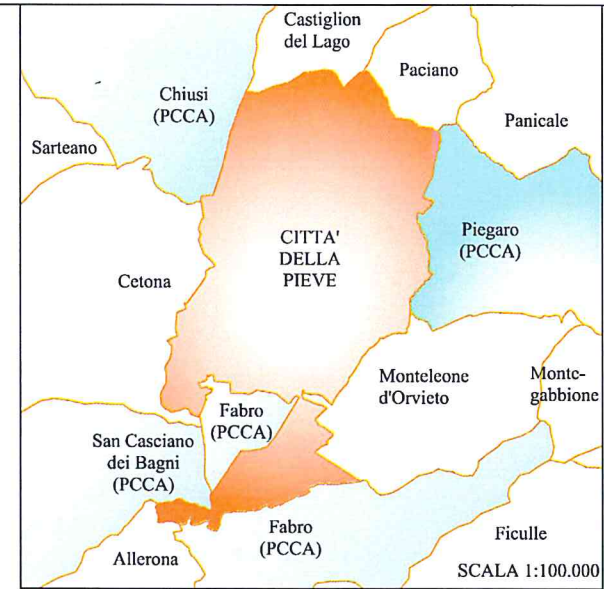 Castiglion
del Lago
Paciano
Chiusi
(PCCA)
Panicale
Sarteano
Piegaro
(PCCA)
CITTA'
DELLA
PIEVE
Cetona
Monteleone
d'Orvieto
Monte-
gabbione
Fabro
(PCCA)
San Casciano
dei Bagni
(PCCA)
Fabro
(PCCA)
Ficulle
Allerona
SCALA 1:100.000